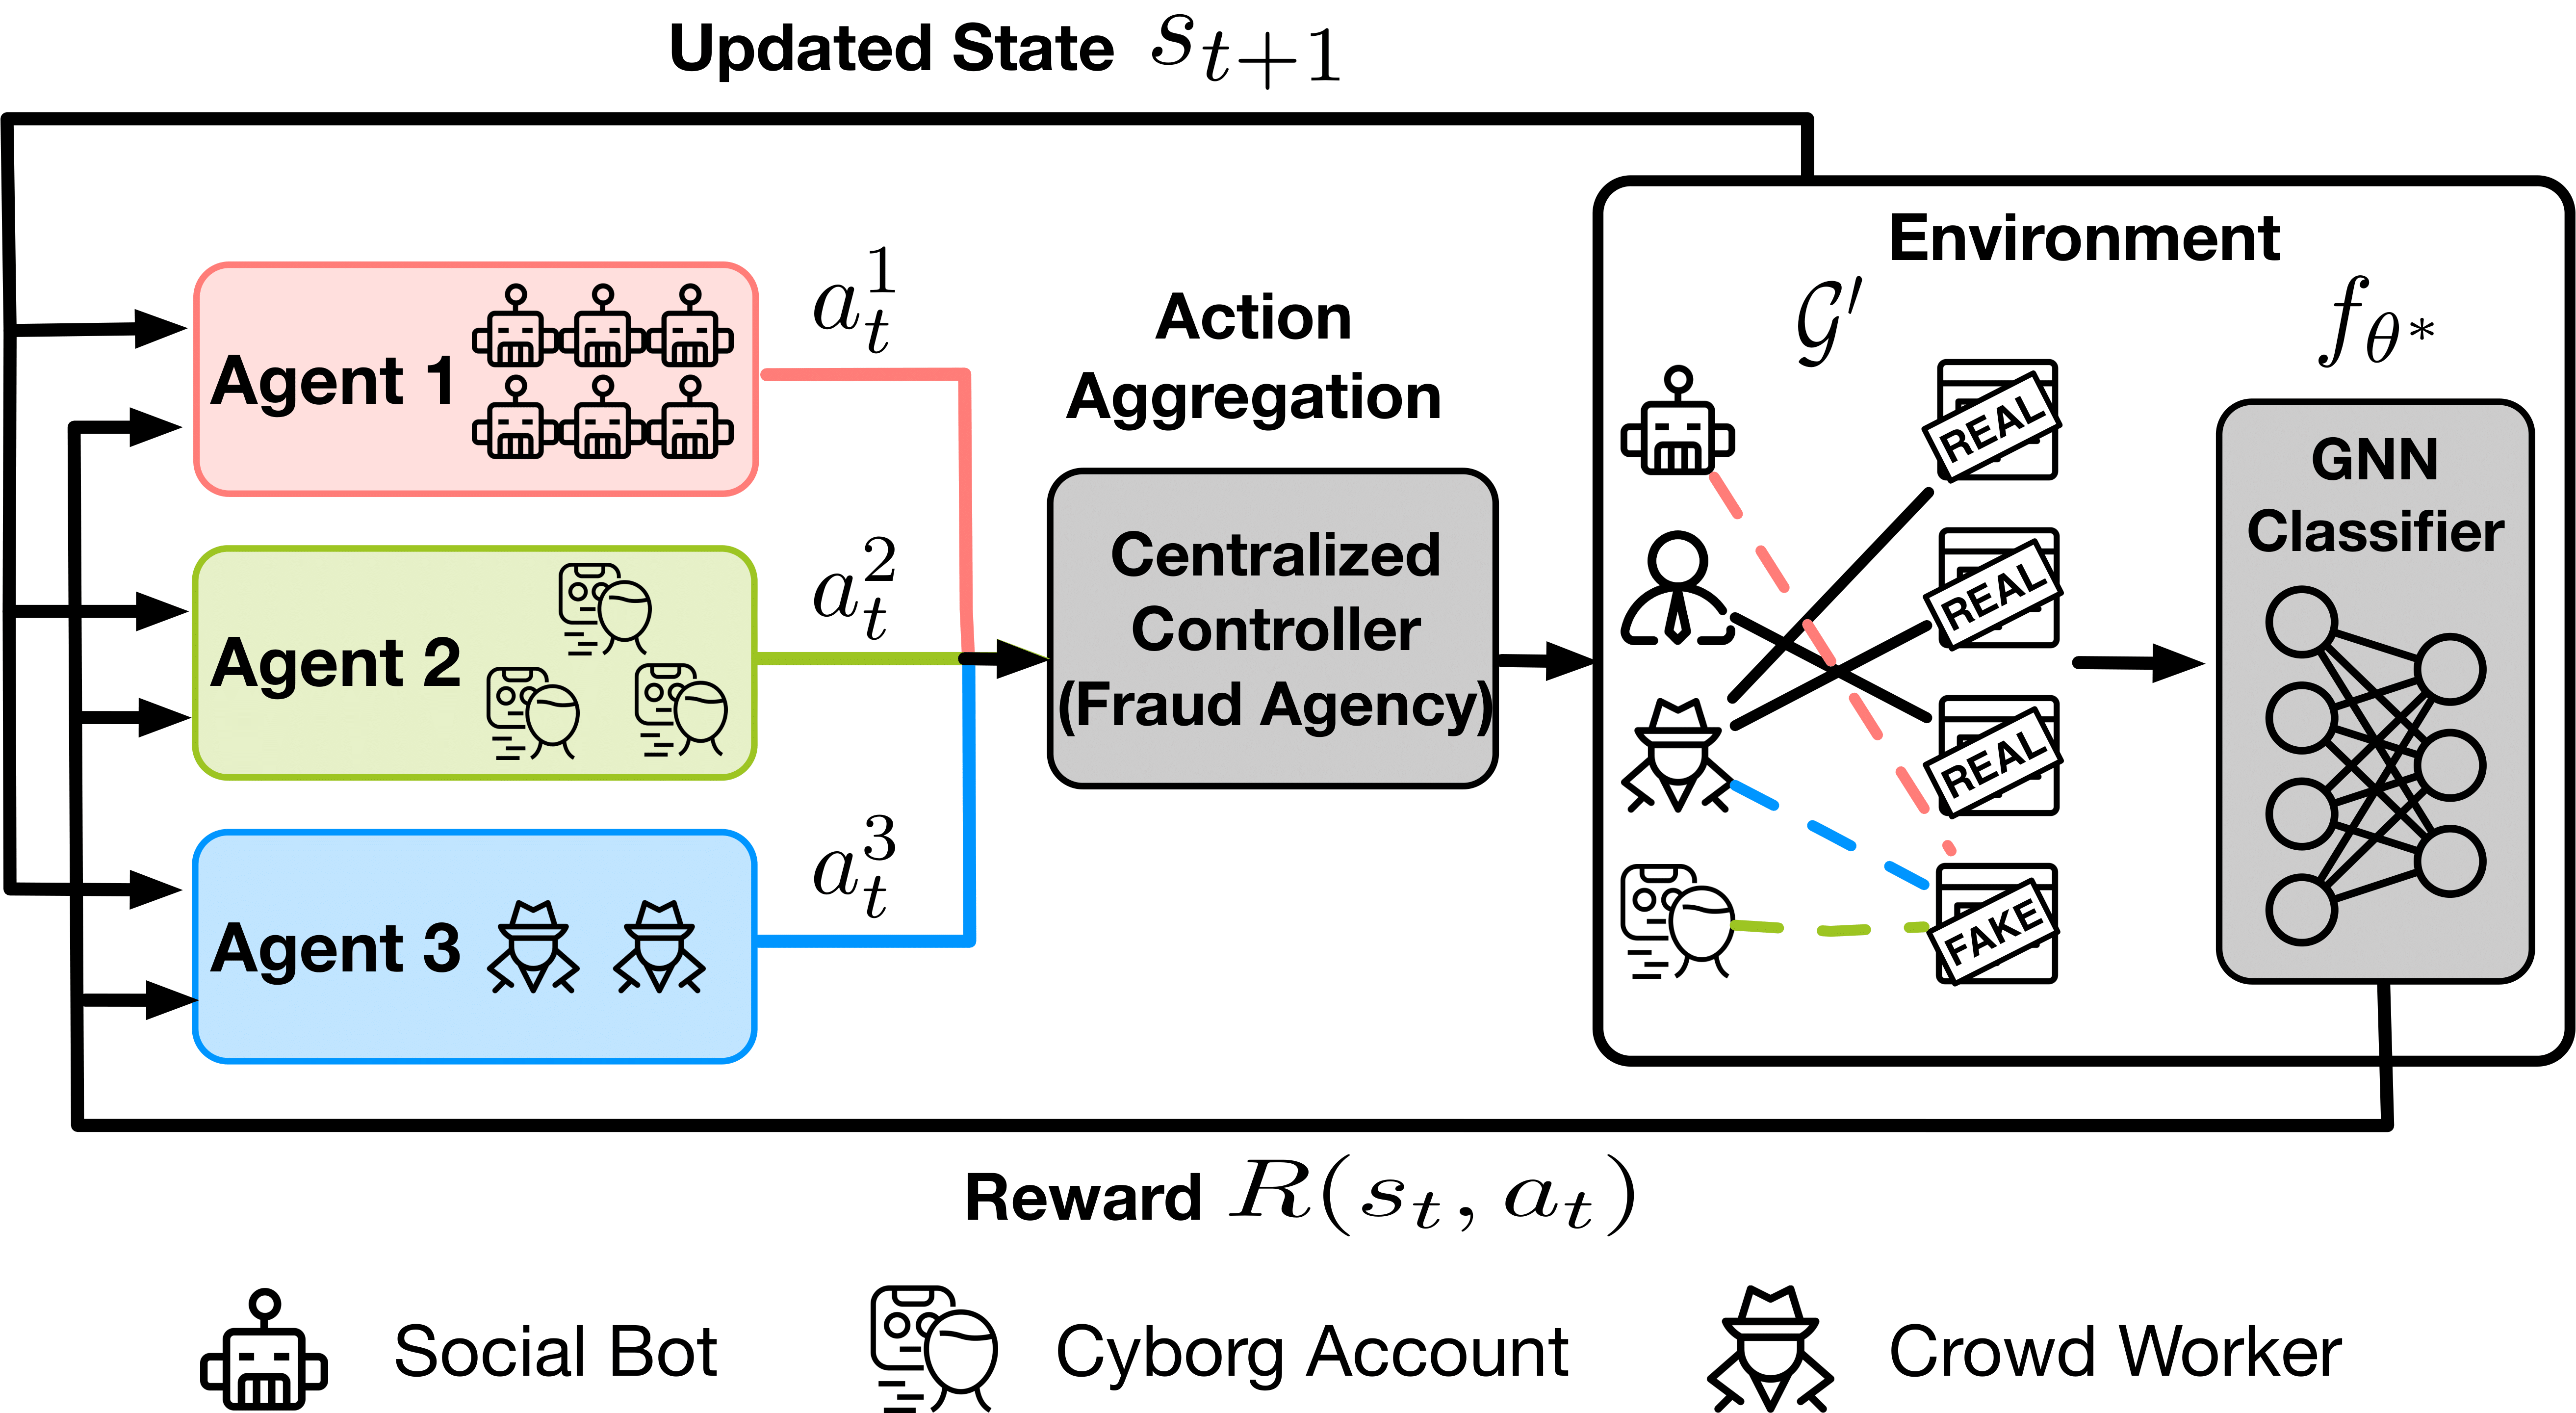 Updated State $s_{t+1}$
Agent 1
$a_t^1$
Agent 2
$a_t^2$
Agent 3
$a_t^3$
Action
Aggregation
Centralized
Controller
(Fraud Agency)
Environment
$\mathcal{G}'$
$f_{\theta^*}$
REAL
REAL
REAL
FAKE
GNN
Classifier
Reward $R(s_t, a_t)$
Social Bot
Cyborg Account
Crowd Worker